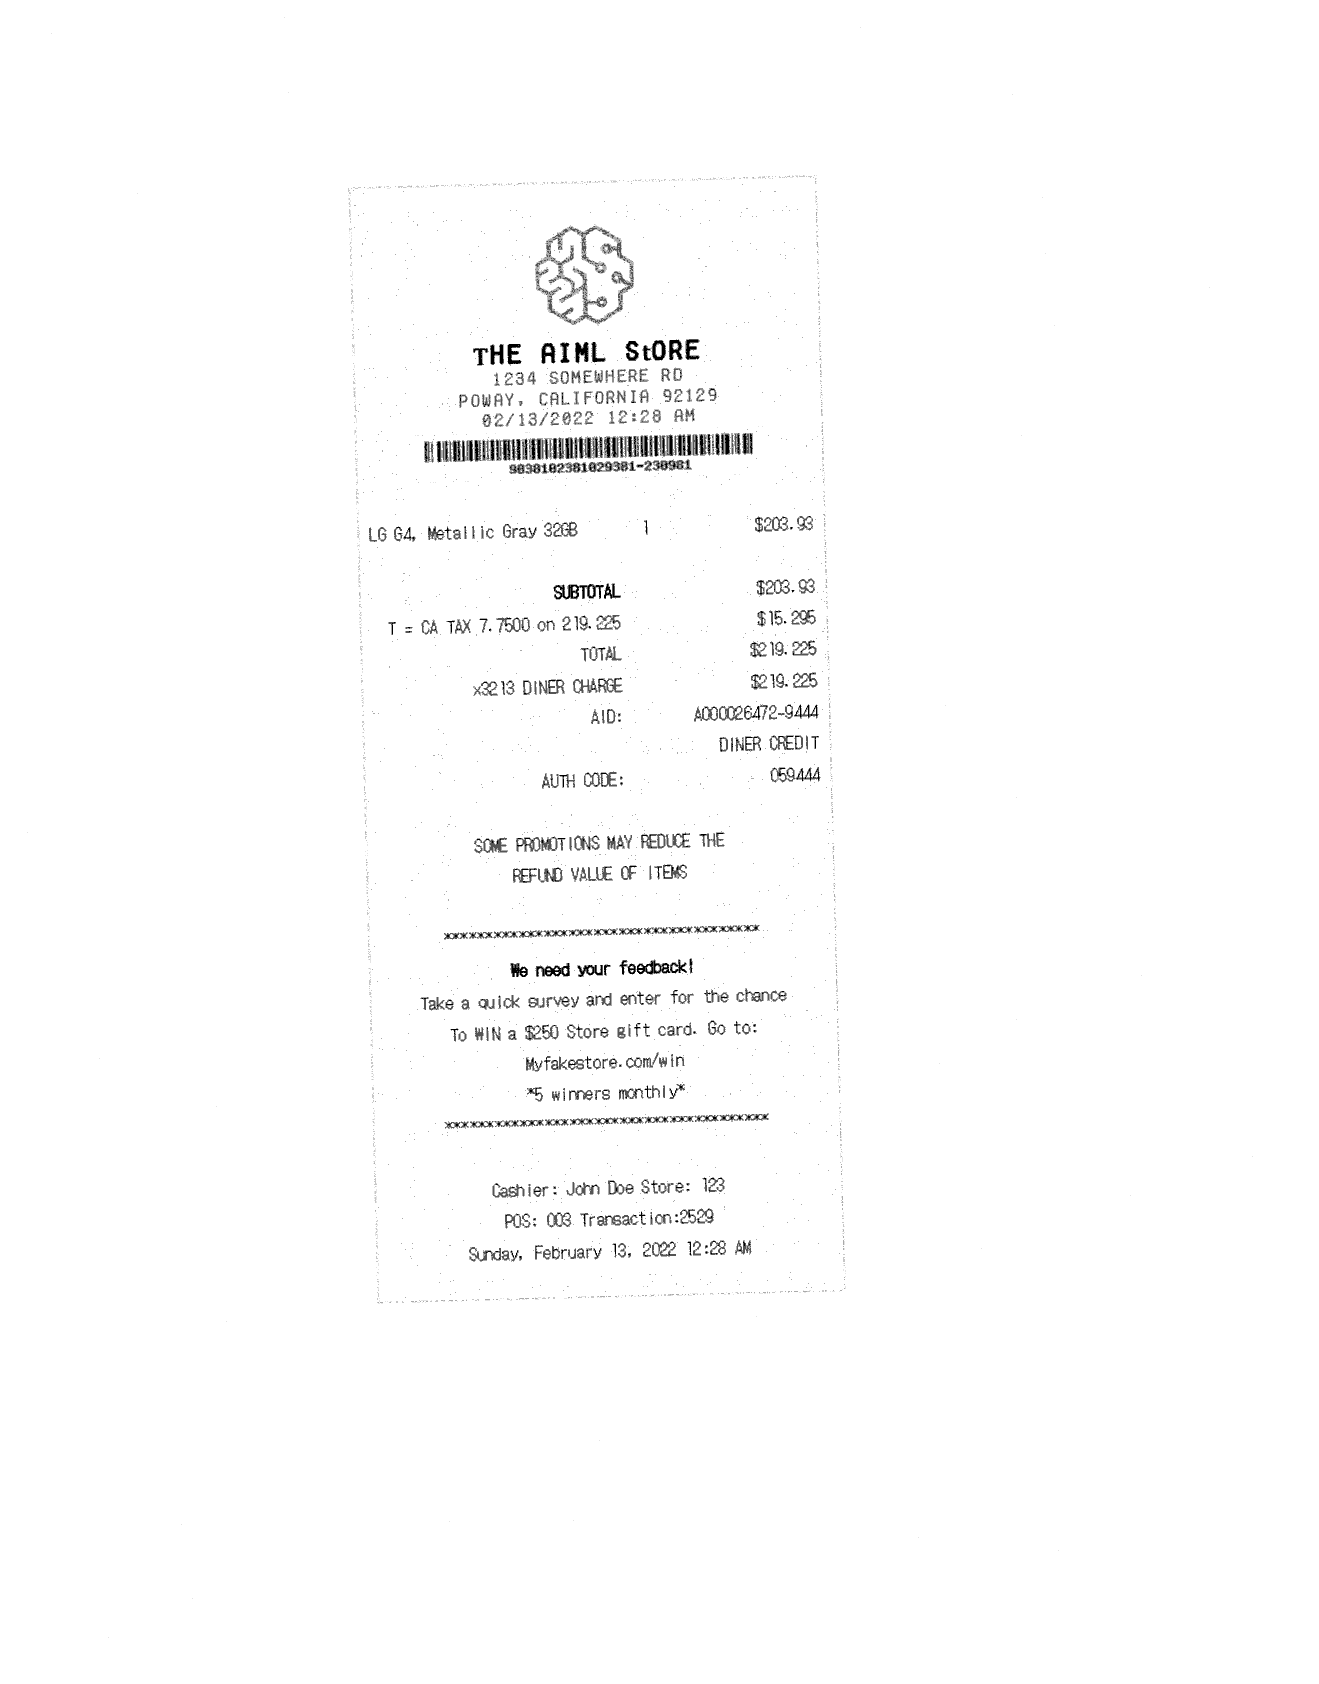 THE AIML StORE
1234 SOMEWHERE RD
POWAY, CALIFORNIA 92129
02/13/2022 12:28 AM
9038102381029381-230981
LG G4, Metallic Gray 32GB 1 $203.93
SUBTOTAL $203.93
T = CA TAX 7.7500 on 219.225 $15.295
TOTAL $219.225
x3213 DINER CHARGE $219.225
AID: A000026472-9444
DINER CREDIT
AUTH CODE: 059444
SOME PROMOTIONS MAY REDUCE THE
REFUND VALUE OF ITEMS
***************************************
We need your feedback!
Take a quick survey and enter for the chance
To WIN a $250 Store gift card. Go to:
Myfakestore.com/win
*5 winners monthly*
****************************************
Cashier: John Doe Store: 123
POS: 003 Transaction:2529
Sunday, February 13, 2022 12:28 AM